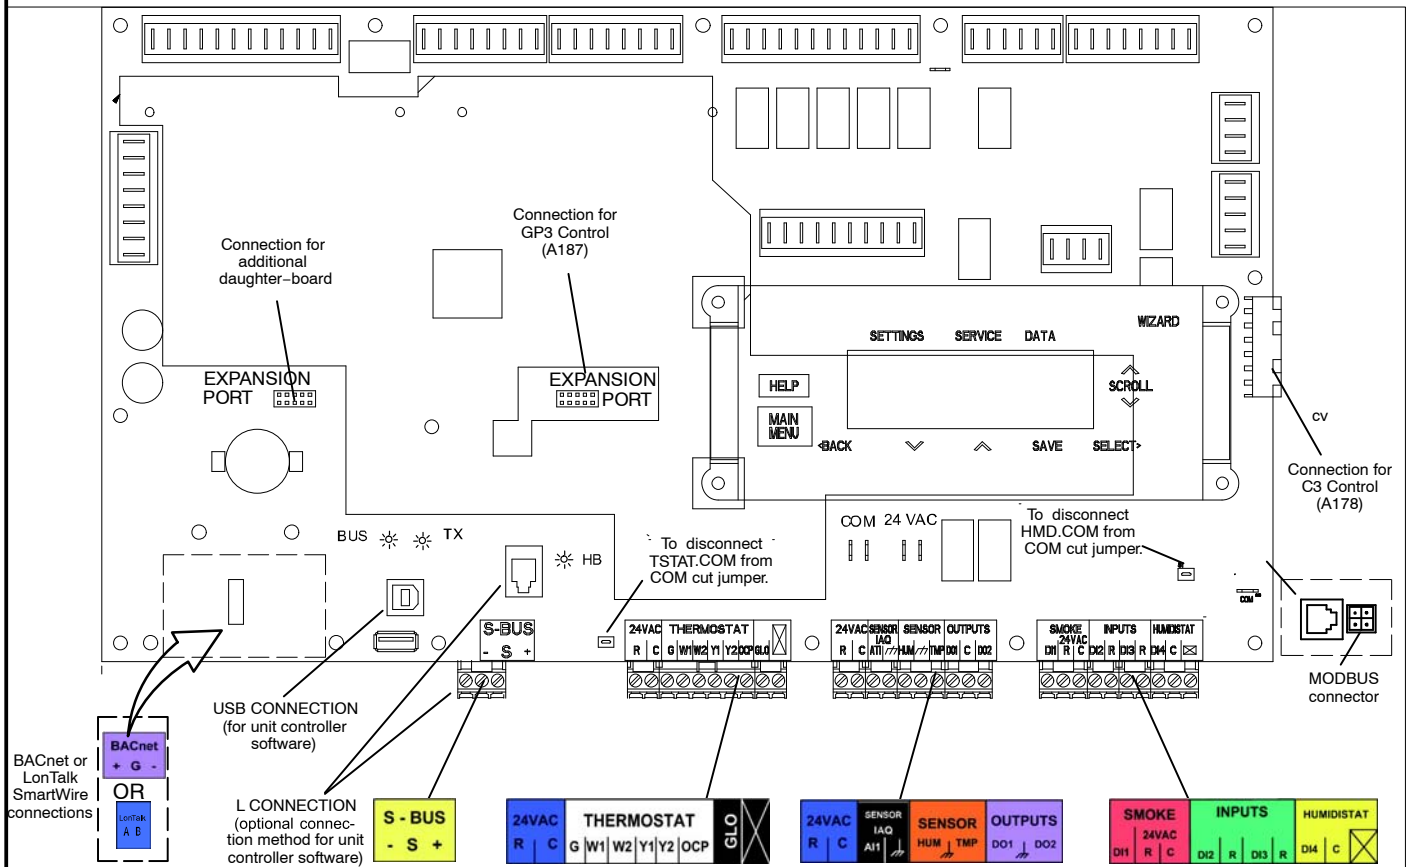 Connection for
GP3 Control
(A187)
Connection for
additional
daughter–board
WIZARD
SETTINGS SERVICE DATA
EXPANSION
PORT
EXPANSION
PORT
HELP
SCROLL
MAIN
MENU
<BACK
SAVE
SELECT>
CV
Connection for
C3 Control
(A178)
BUS
TX
HB
To disconnect
TSTAT.COM from
COM cut jumper.
COM 24 VAC
To disconnect
HMD.COM from
COM cut jumper.
COM
S-BUS
- S +
24VAC THERMOSTAT
R C G W1 W2 Y1 Y2 OCP GLO
24VAC SENSOR IAQ SENSOR OUTPUTS
R C AI1 HUM TMP DO1 C DO2
SMOKE 24VAC INPUTS HUMIDISTAT
DI1 R C DI2 R DI3 R DI4 C
MODBUS
connector
USB CONNECTION
(for unit controller
software)
BACnet or
LonTalk
SmartWire
connections
BACnet
+ G -
OR
LonTalk
A B
L CONNECTION
(optional connec-
tion method for unit
controller software)
S - BUS
- S +
24VAC THERMOSTAT GLO
R C G W1 W2 Y1 Y2 OCP
24VAC SENSOR IAQ SENSOR OUTPUTS
R C AI1 HUM TMP DO1 DO2
SMOKE 24VAC INPUTS HUMIDISTAT
DI1 R C DI2 R DI3 R DI4 C